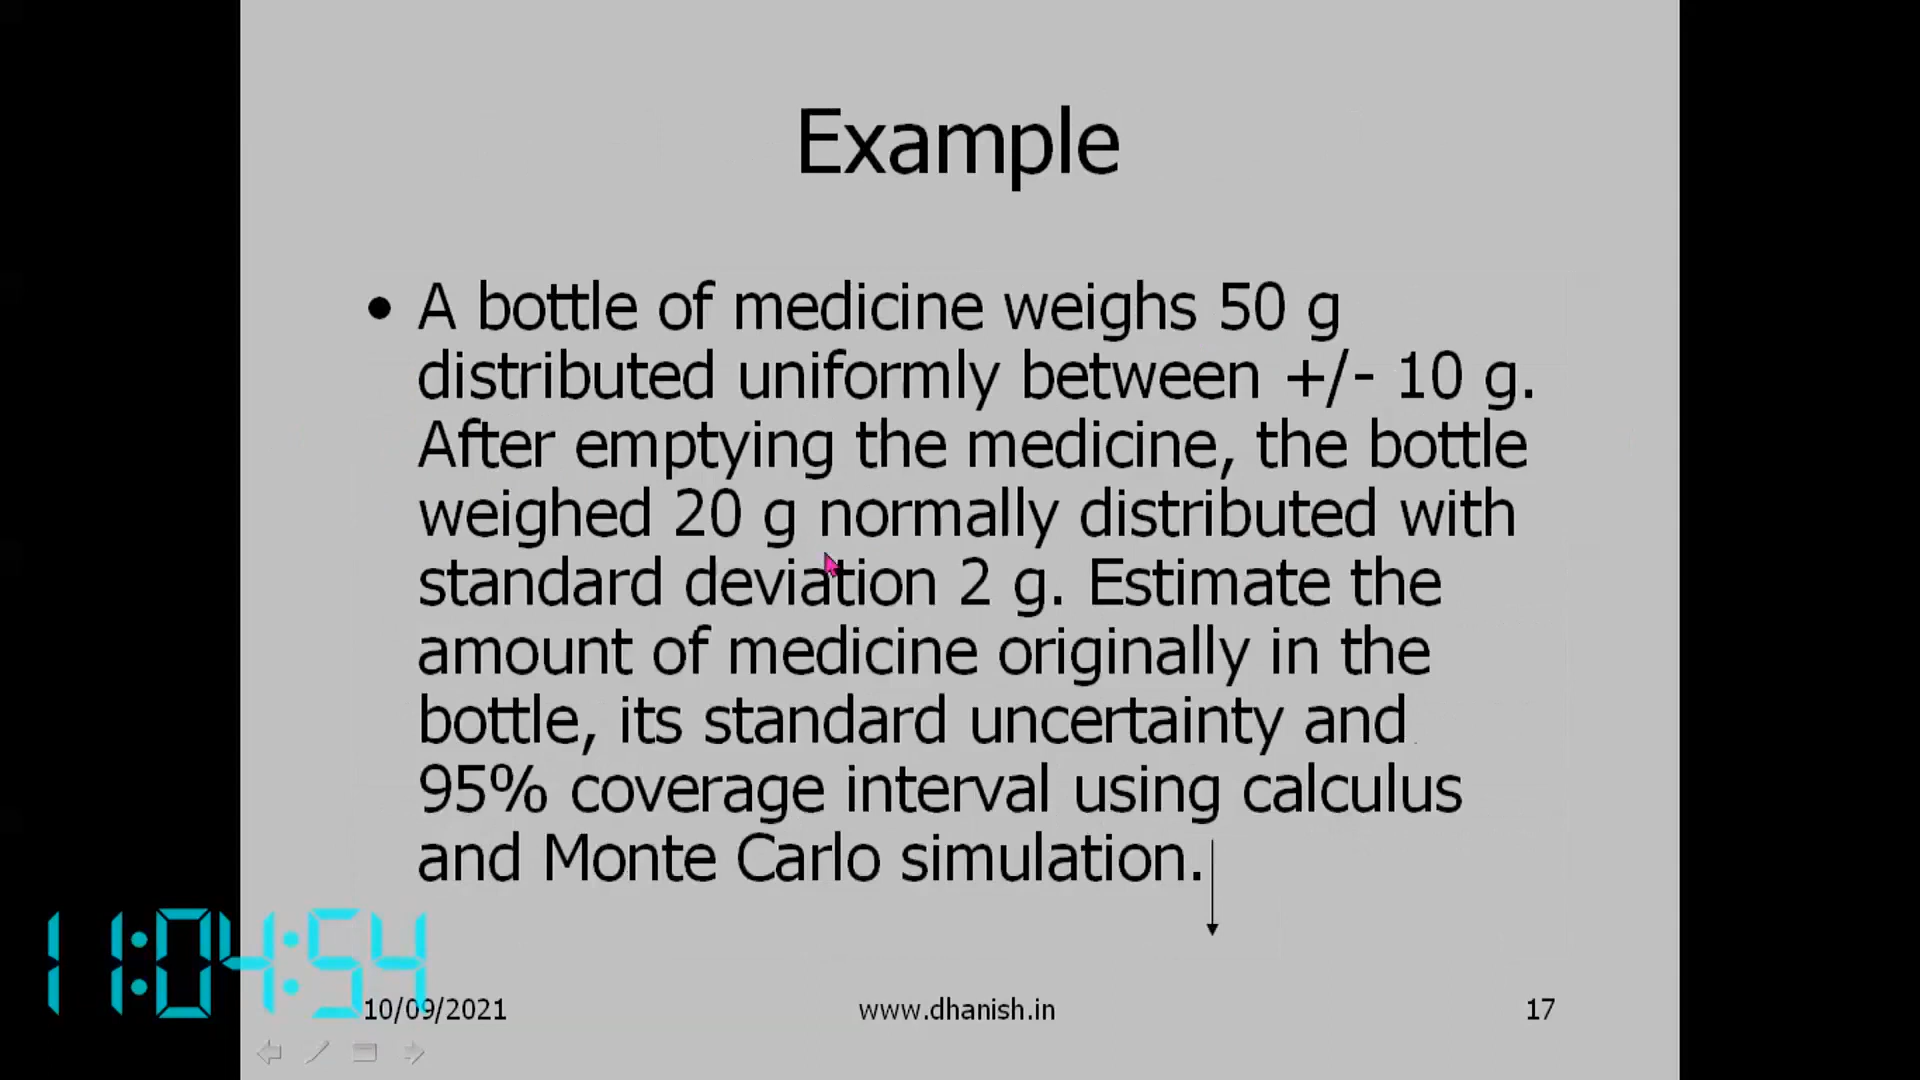 Example
• A bottle of medicine weighs 50 g
distributed uniformly between +/- 10 g.
After emptying the medicine, the bottle
weighed 20 g normally distributed with
standard deviation 2 g. Estimate the
amount of medicine originally in the
bottle, its standard uncertainty and
95% coverage interval using calculus
and Monte Carlo simulation.
11:04:54
10/09/2021
www.dhanish.in
17